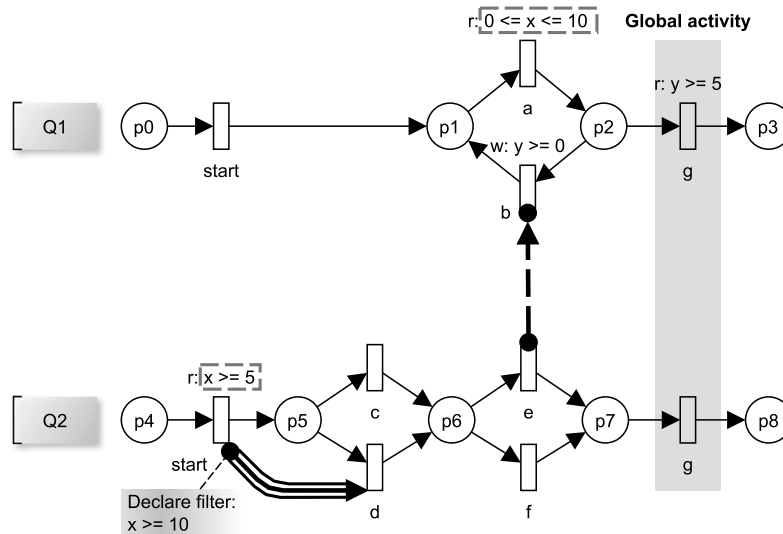 r: 0 <= x <= 10
Global activity
r: y >= 5
Q1
p0
start
p1
a
p2
w: y >= 0
b
g
p3
r: x >= 5
Q2
p4
start
p5
c
d
p6
e
f
p7
g
p8
Declare filter:
x >= 10